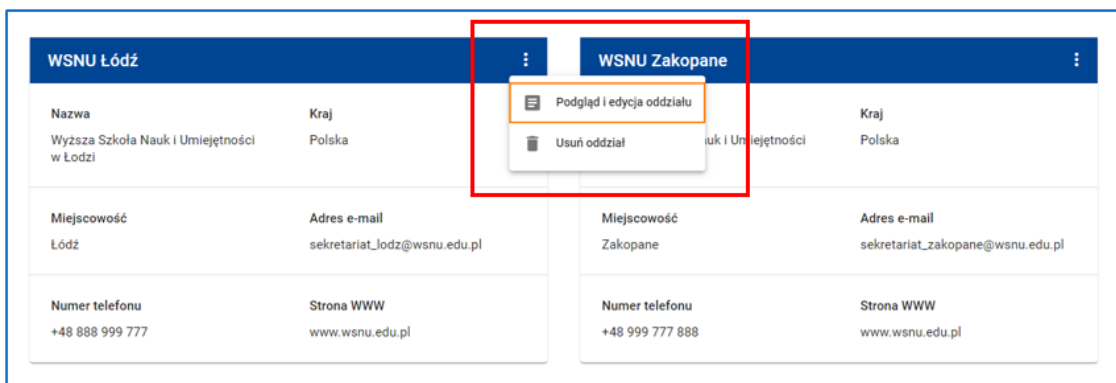 WSNU Łódź
Nazwa
Wyższa Szkoła Nauk i Umiejętności
w Łodzi
Kraj
Polska
Miejscowość
Łódź
Adres e-mail
sekretariat_lodz@wsnu.edu.pl
Numer telefonu
+48 888 999 777
Strona WWW
www.wsnu.edu.pl
Podgląd i edycja oddziału
Usuń oddział
WSNU Zakopane
i Umiejętności
Kraj
Polska
Miejscowość
Zakopane
Adres e-mail
sekretariat_zakopane@wsnu.edu.pl
Numer telefonu
+48 999 777 888
Strona WWW
www.wsnu.edu.pl